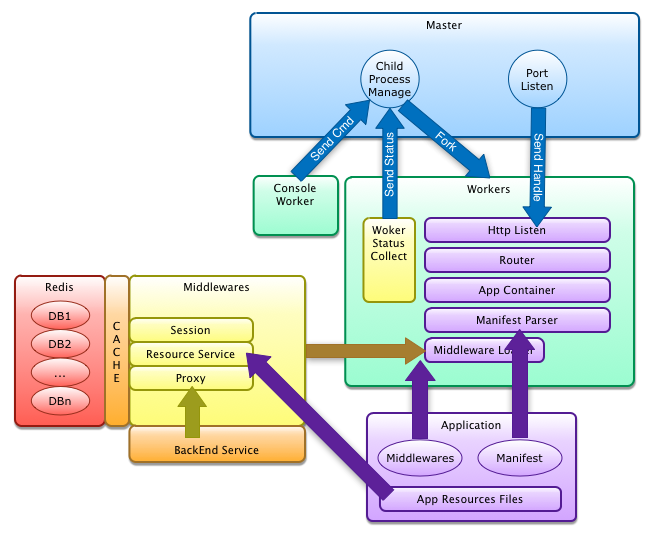 Master
Child
Process
Manage
Port
Listen
Send Cmd
Send Status
Fork
Send Handle
Console
Worker
Workers
Woker
Status
Collect
Http Listen
Router
App Container
Manifest Parser
Middleware Loader
Redis
DB1
DB2
...
DBn
CACHE
Middlewares
Session
Resource Service
Proxy
BackEnd Service
Application
Middlewares
Manifest
App Resources Files